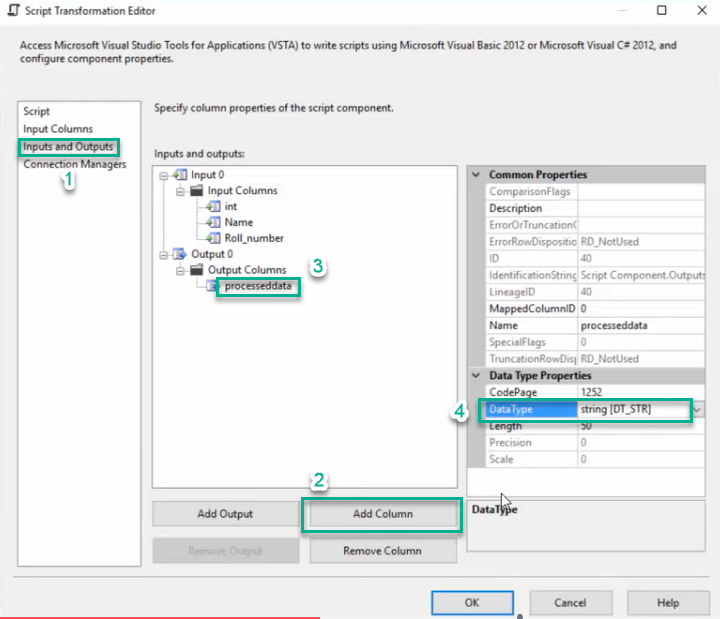 Script Transformation Editor
Access Microsoft Visual Studio Tools for Applications (VSTA) to write scripts using Microsoft Visual Basic 2012 or Microsoft Visual C# 2012, and
configure component properties.
Script
Input Columns
Inputs and Outputs
Connection Managers
1
Specify column properties of the script component.
Inputs and outputs:
Input 0
Input Columns
int
Name
Roll_number
Output 0
Output Columns
processeddata
3
Common Properties
ComparisonFlags
Description
ErrorOrTruncationO
ErrorRowDispositio RD_NotUsed
ID 40
IdentificationString Script Component.Outputs
LineageID 40
MappedColumnID 0
Name processeddata
SpecialFlags 0
TruncationRowDisp RD_NotUsed
Data Type Properties
CodePage 1252
4
DataType string [DT_STR]
Length 50
Precision 0
Scale 0
2
Add Output
Add Column
Remove Output
Remove Column
DataType
OK
Cancel
Help